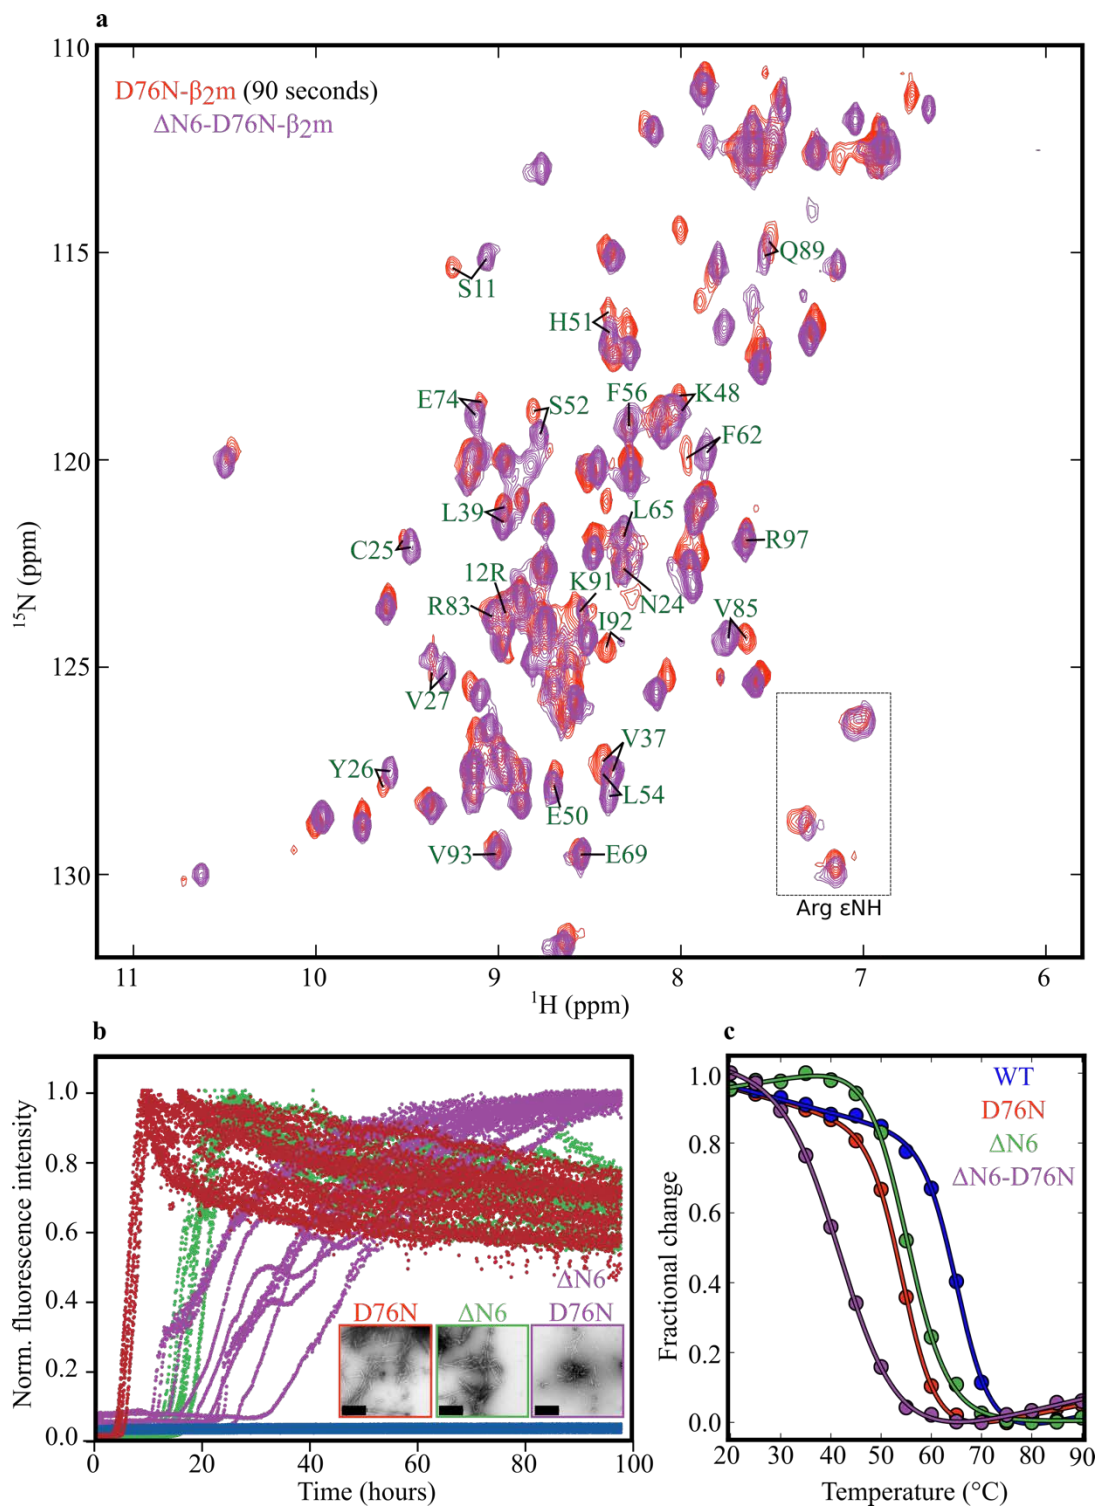 a
110
115
120
125
130
¹⁵N (ppm)
D76N-β₂m (90 seconds)
ΔN6-D76N-β₂m
S11
Q89
H51
E74
S52
F56
K48
F62
L39
L65
C25
R97
12R
K91
N24
R83
I92
V85
V27
V37
Y26
L54
E50
V93
E69
Arg εNH
11
10
9
8
7
6
¹H (ppm)
b
Norm. fluorescence intensity
1.0
0.8
0.6
0.4
0.2
0.0
ΔN6
D76N
ΔN6
D76N
0
20
40
60
80
100
Time (hours)
c
Fractional change
1.0
0.8
0.6
0.4
0.2
0.0
WT
D76N
ΔN6
ΔN6-D76N
20
30
40
50
60
70
80
90
Temperature (°C)